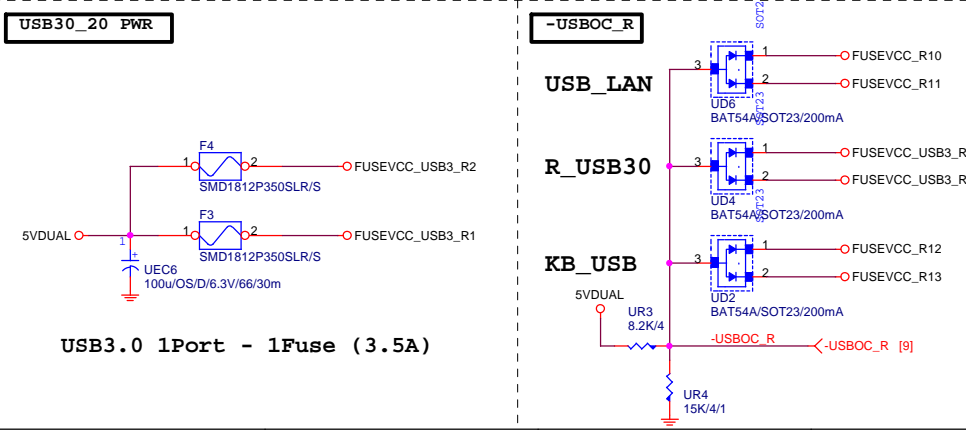 USB30_20 PWR
F4
1
2
FUSEVCC_USB3_R2
SMD1812P350SLR/S
F3
5VDUAL
1
1
2
FUSEVCC_USB3_R1
SMD1812P350SLR/S
+
UEC6
100u/OS/D/6.3V/66/30m
USB3.0 1Port - 1Fuse (3.5A)
-USBOC_R
USB_LAN
3
1
FUSEVCC_R10
2
FUSEVCC_R11
UD6
SOT23
BAT54A/SOT23/200mA
R_USB30
3
1
FUSEVCC_USB3_R
2
FUSEVCC_USB3_R
UD4
SOT23
BAT54A/SOT23/200mA
KB_USB
3
1
FUSEVCC_R12
2
FUSEVCC_R13
UD2
BAT54A/SOT23/200mA
5VDUAL
UR3
8.2K/4
-USBOC_R
-USBOC_R [9]
UR4
15K/4/1